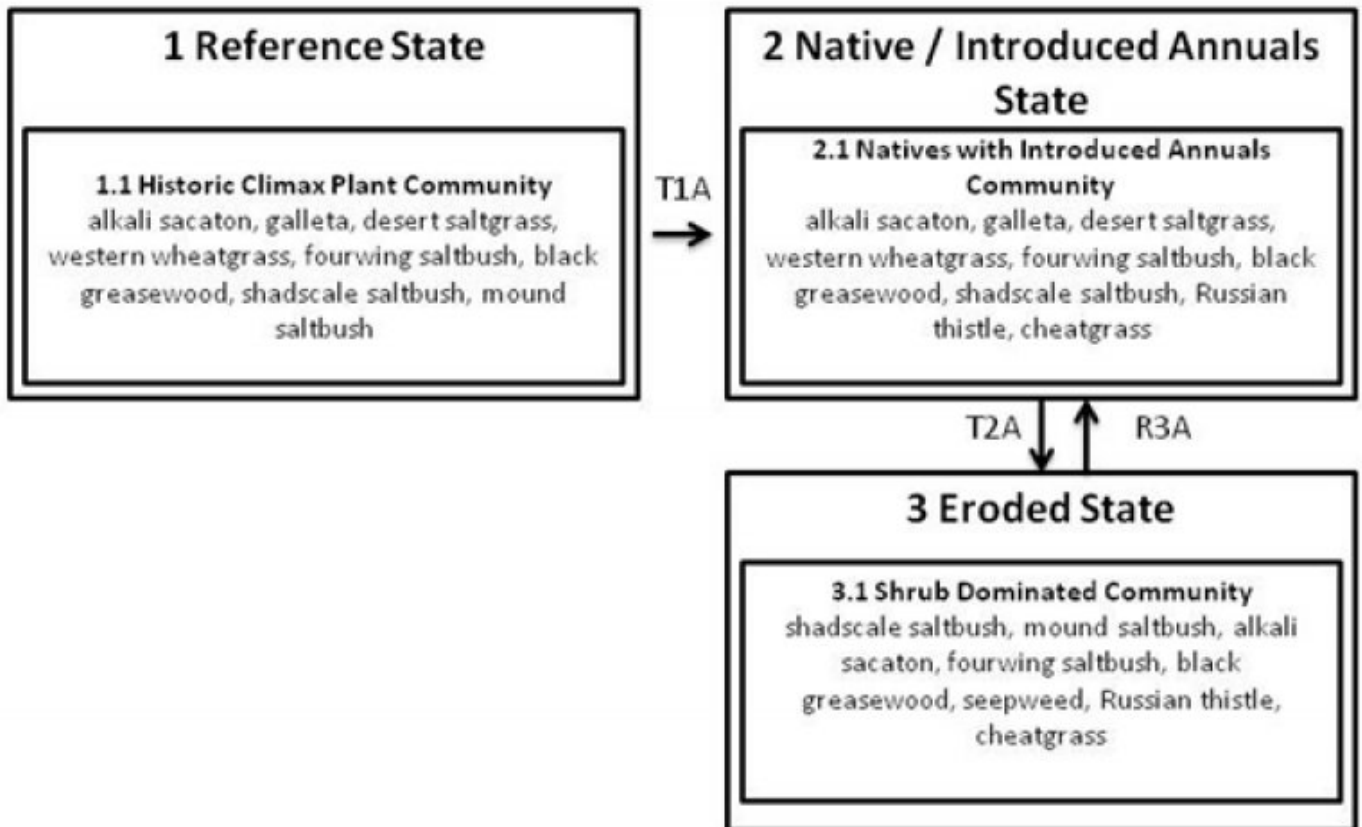 1 Reference State
1.1 Historic Climax Plant Community
alkali sacaton, galleta, desert saltgrass,
western wheatgrass, fourwing saltbush, black
greasewood, shadscale saltbush, mound
saltbush
T1A
2 Native / Introduced Annuals
State
2.1 Natives with Introduced Annuals
Community
alkali sacaton, galleta, desert saltgrass,
western wheatgrass, fourwing saltbush, black
greasewood, shadscale saltbush, Russian
thistle, cheatgrass
T2A
R3A
3 Eroded State
3.1 Shrub Dominated Community
shadscale saltbush, mound saltbush, alkali
sacaton, fourwing saltbush, black
greasewood, seepweed, Russian thistle,
cheatgrass